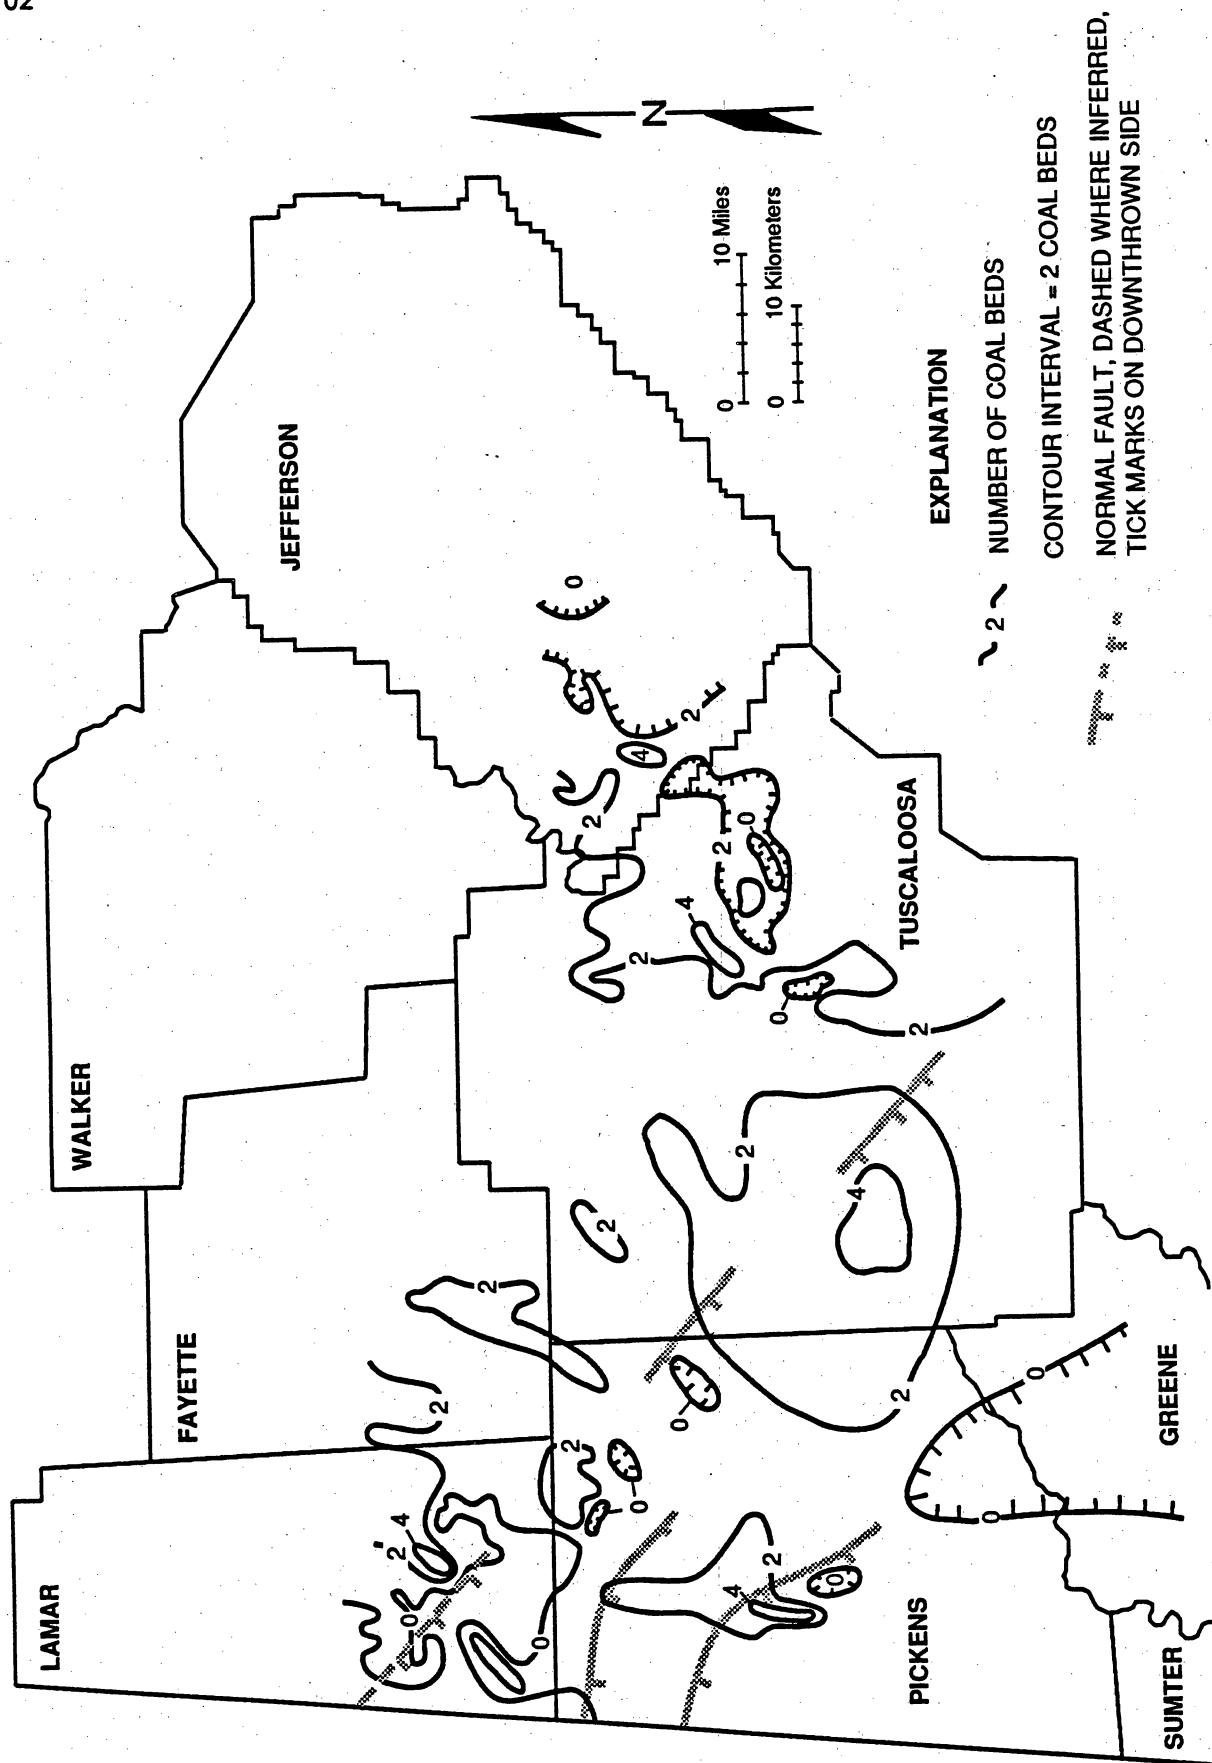 02
N
10 Miles
0
10 Kilometers
0
JEFFERSON
WALKER
FAYETTE
LAMAR
TUSCALOOSA
PICKENS
GREENE
SUMTER
0
2
4
2
2
0
4
2
0
2
2
4
2
2
2
0
2
0
2
0
4
2
0
0
2
4
0
0
0
EXPLANATION
2 NUMBER OF COAL BEDS
CONTOUR INTERVAL = 2 COAL BEDS
NORMAL FAULT, DASHED WHERE INFERRED,
TICK MARKS ON DOWNTHROWN SIDE